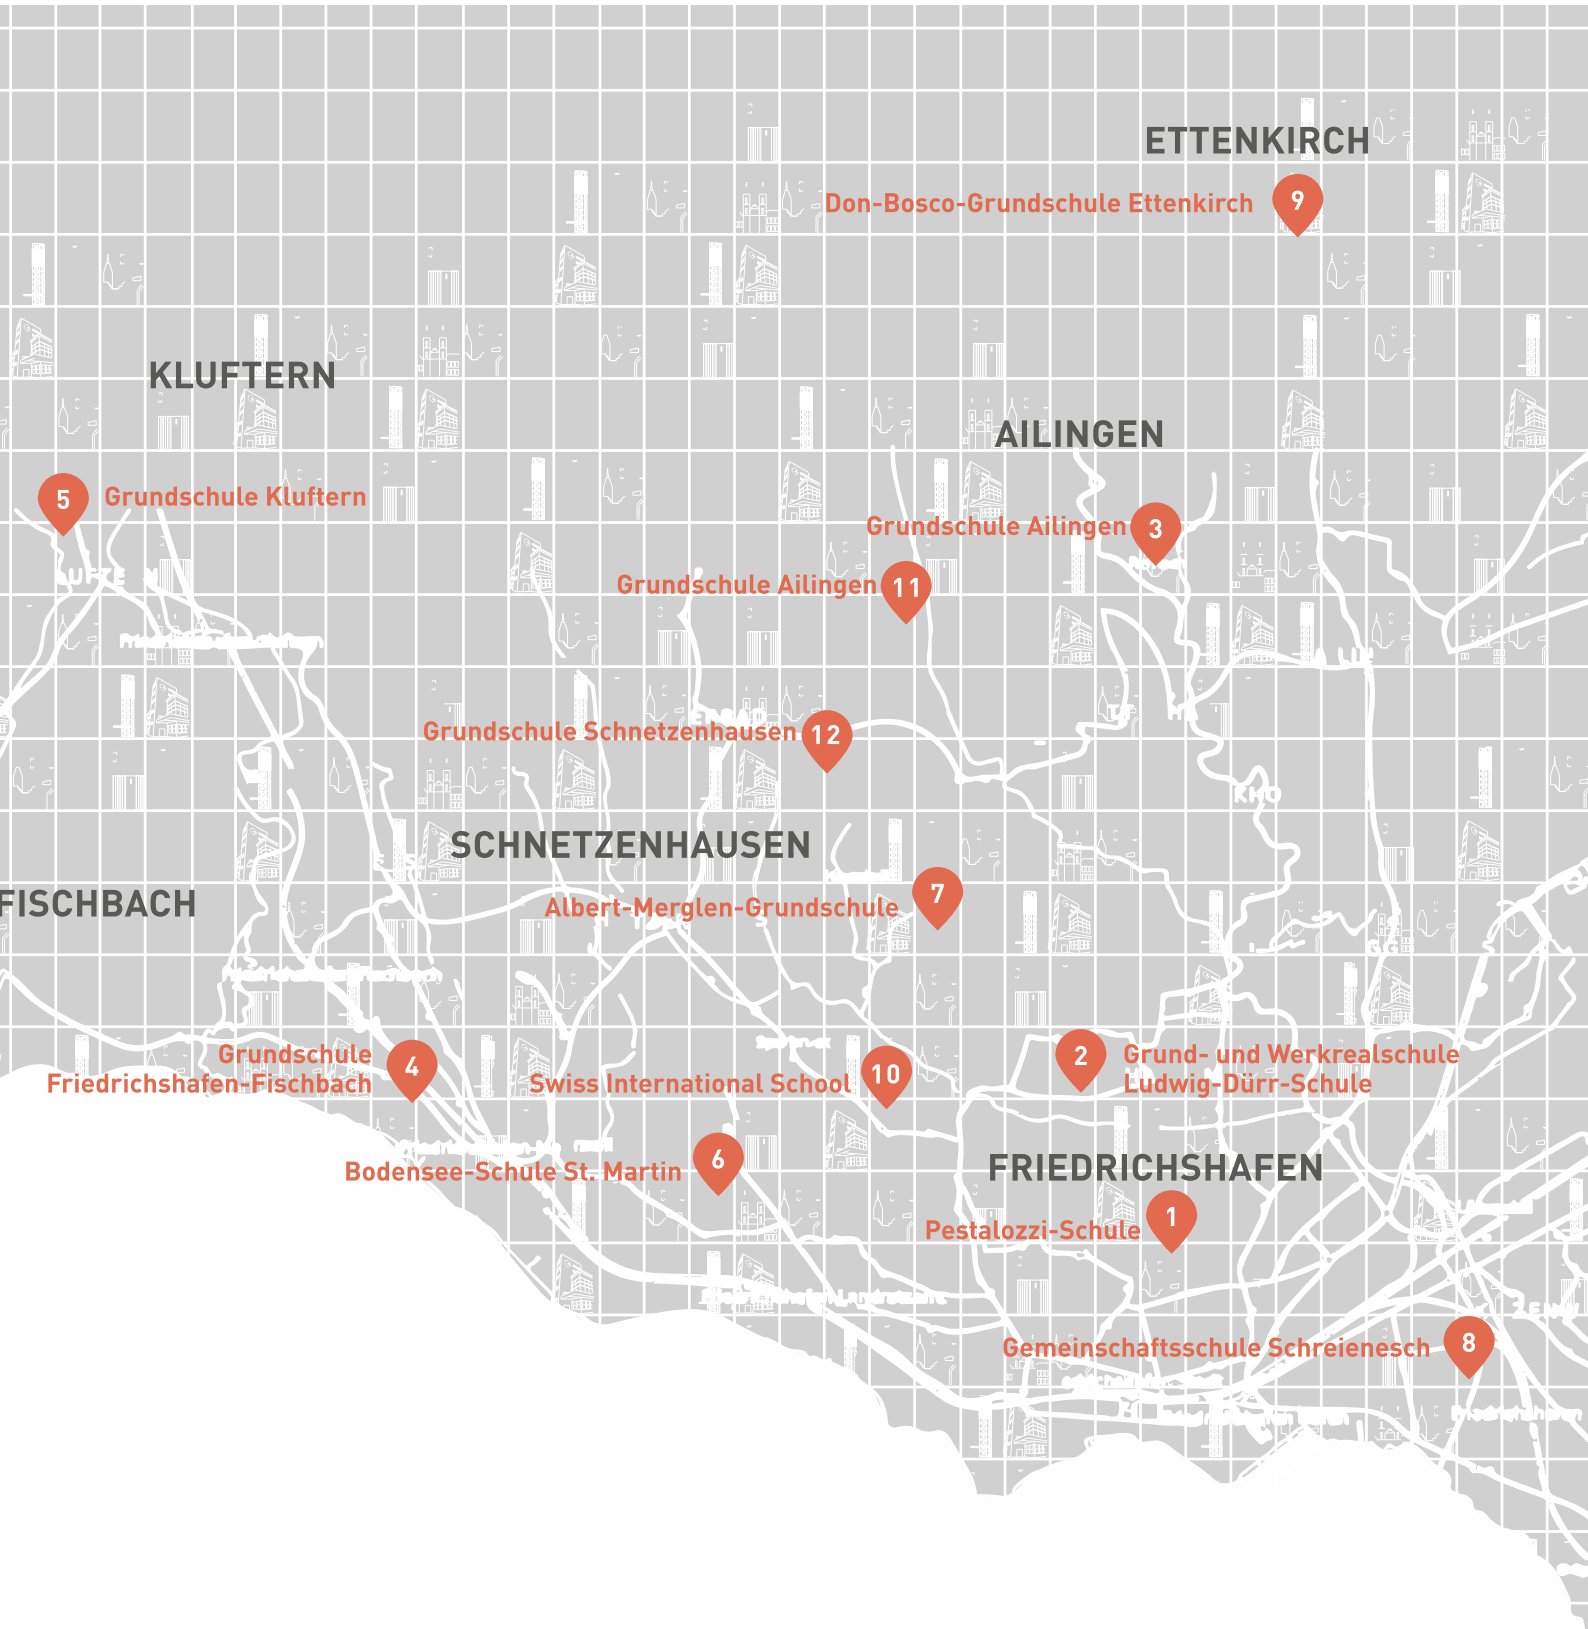 ETTENKIRCH
Don-Bosco-Grundschule Ettenkirch
9
KLUFTERN
AILINGEN
5
Grundschule Kluftern
Grundschule Ailingen
3
Grundschule Ailingen
11
Grundschule Schnetzenhausen
12
KHO
SCHNETZENHAUSEN
FISCHBACH
7
Albert-Merglen-Grundschule
Grundschule
Friedrichshafen-Fischbach
4
Swiss International School
10
2
Grund- und Werkrealschule
Ludwig-Dürr-Schule
Bodensee-Schule St. Martin
6
FRIEDRICHSHAFEN
Pestalozzi-Schule
1
Gemeinschaftsschule Schreienesch
8